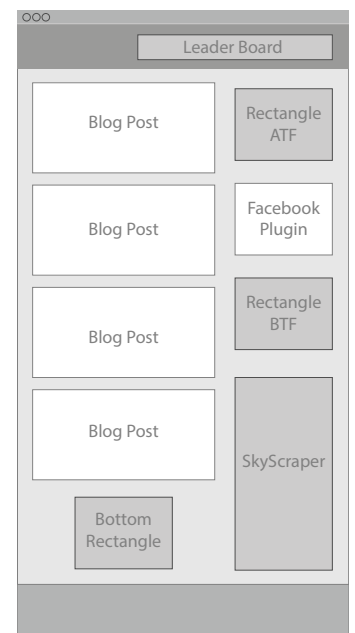 Leader Board
Blog Post
Rectangle
ATF
Blog Post
Facebook
Plugin
Blog Post
Rectangle
BTF
Blog Post
SkyScraper
Bottom
Rectangle